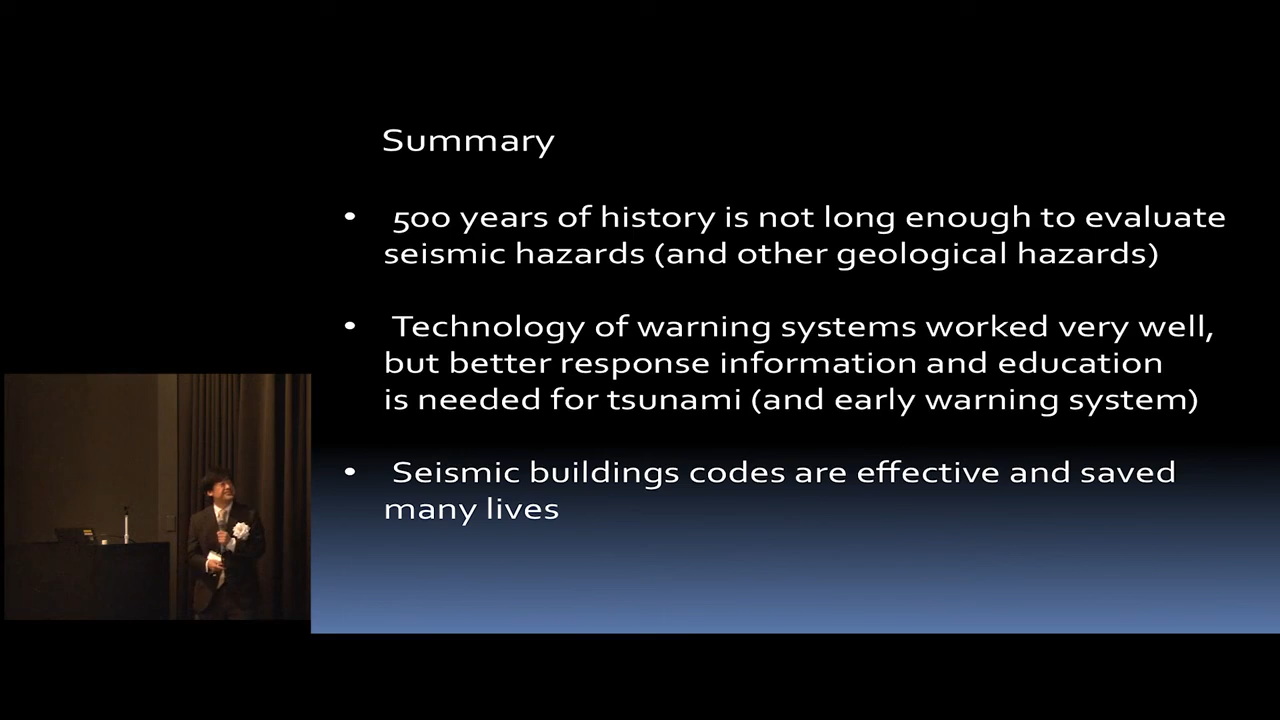 Summary
• 500 years of history is not long enough to evaluate
seismic hazards (and other geological hazards)
• Technology of warning systems worked very well,
but better response information and education
is needed for tsunami (and early warning system)
• Seismic buildings codes are effective and saved
many lives